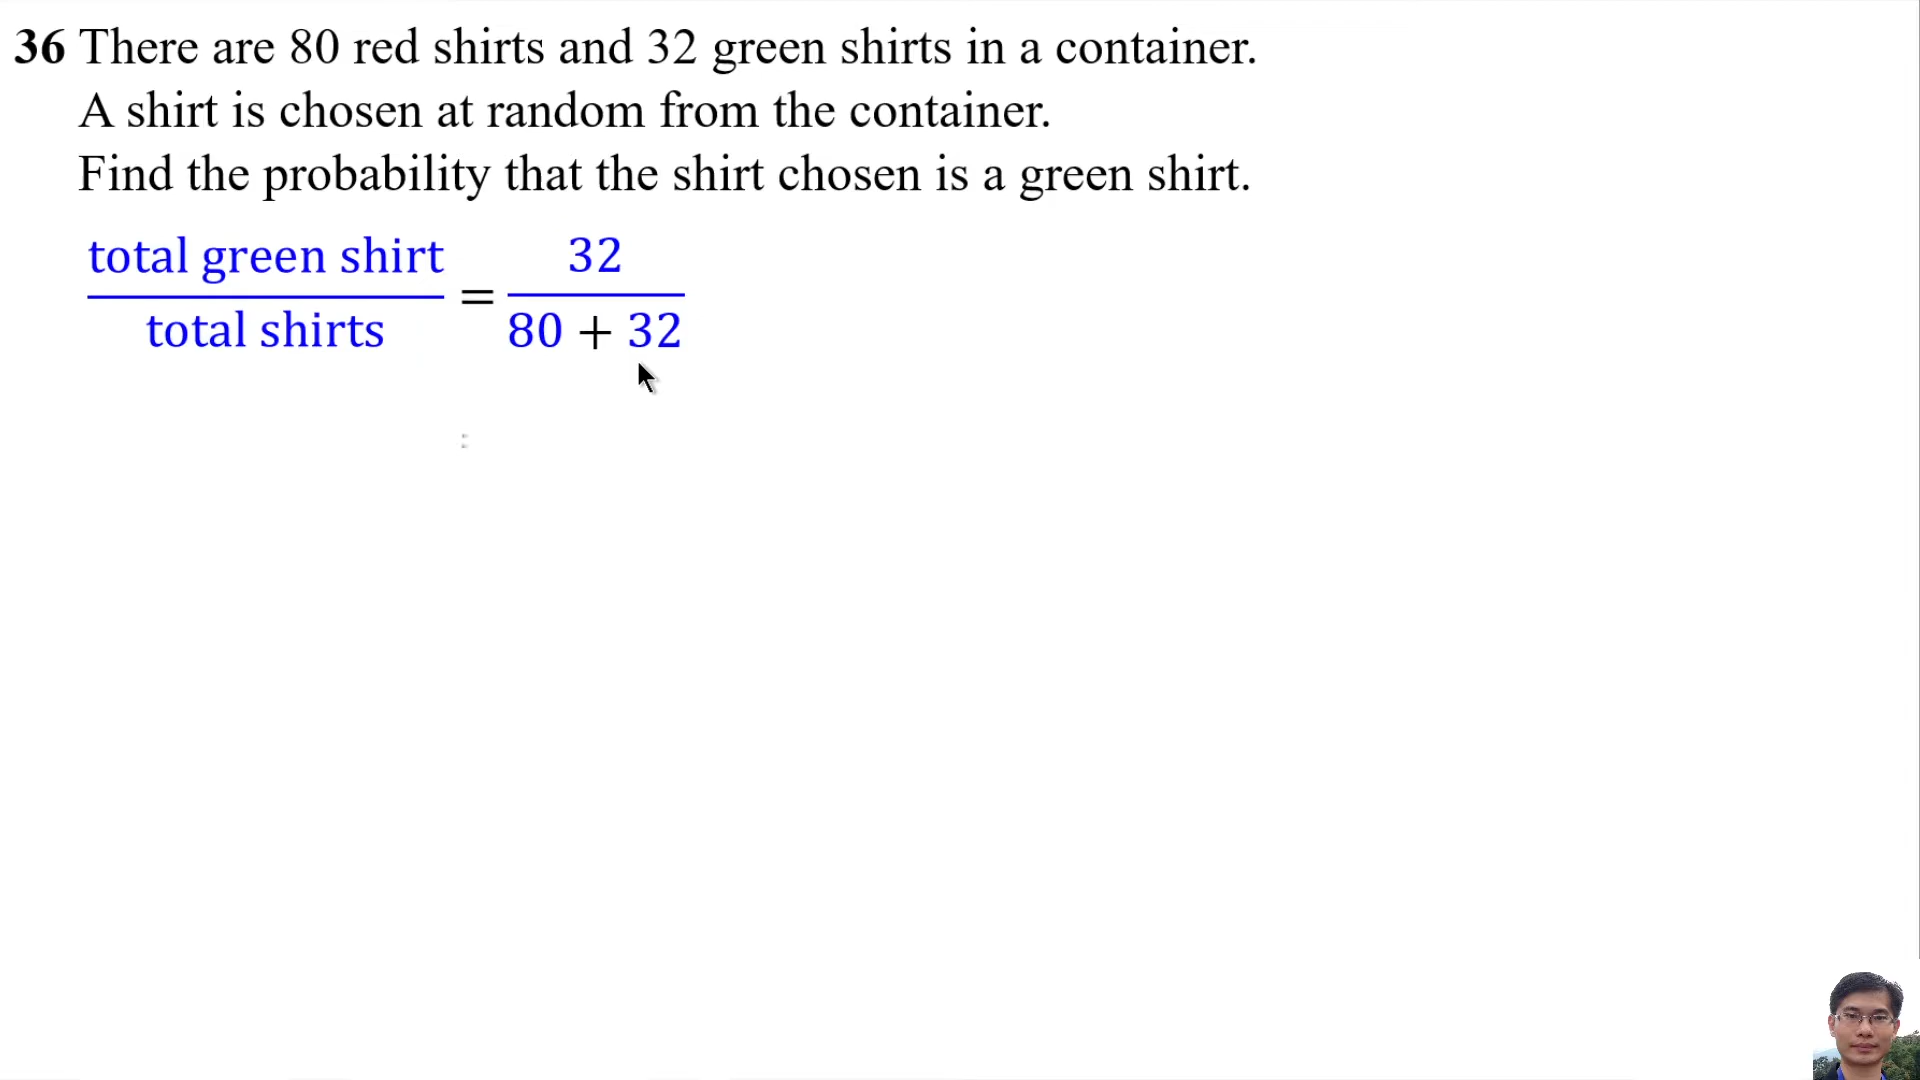 36 There are 80 red shirts and 32 green shirts in a container.
A shirt is chosen at random from the container.
Find the probability that the shirt chosen is a green shirt.
total green shirt
total shirts
=
32
80 + 32